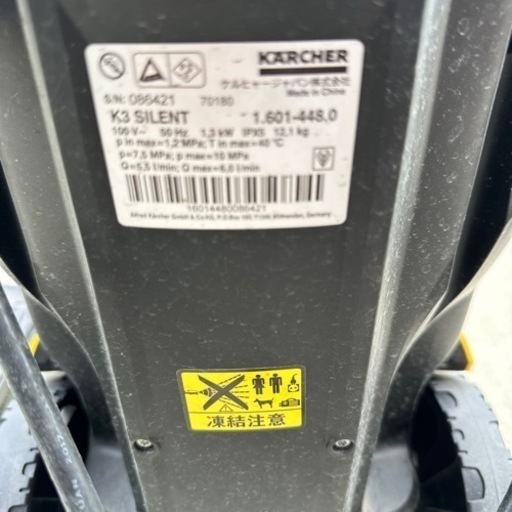 KÄRCHER
ケルヒャージャパン株式会社
Made in China
S/N: 086421 70180
K3 SILENT 1.601-448.0
100 V~ 50 Hz 1,3 kW IPX5 12,1 kg
p in max=1,2 MPa; T in max=40 °C
p=7,5 MPa; p max=10 MPa
Q=5,5 l/min; Q max=6,0 l/min
16014480086421
Alfred Kärcher GmbH & Co KG, P.O.Box 160, 71349 Winnenden, Germany
凍結注意